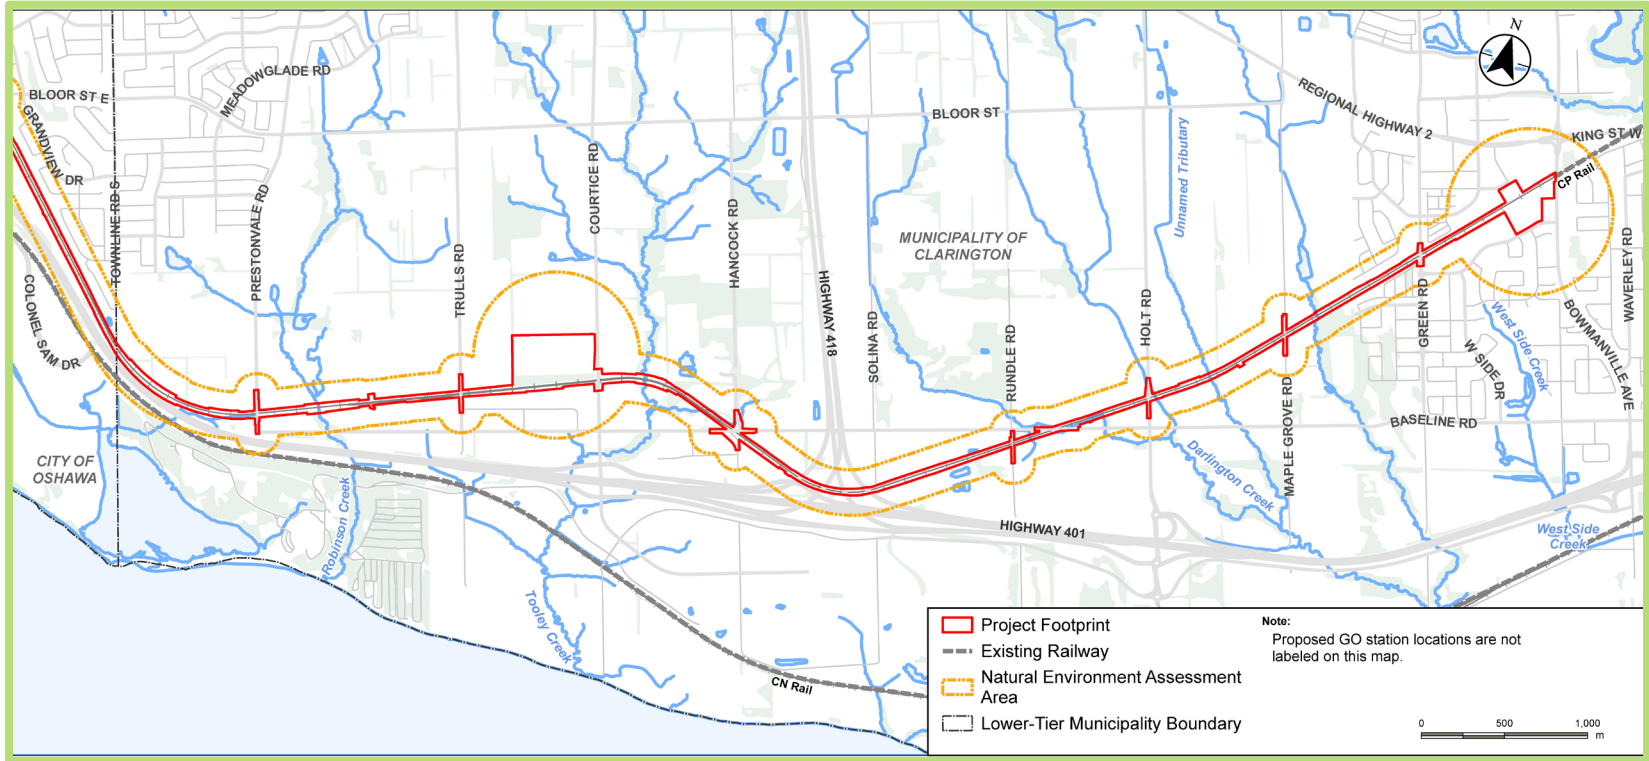 N
BLOOR ST E
MEADOWGLADE RD
GRANDVIEW DR
TOWNLINE RD S
PRESTONVALE RD
TRULLS RD
COURTICE RD
HANCOCK RD
BLOOR ST
HIGHWAY 418
SOLINA RD
MUNICIPALITY OF
CLARINGTON
RUNDLE RD
HOLT RD
Unnamed Tributary
REGIONAL HIGHWAY 2
KING ST W
CP Rail
MAPLE GROVE RD
GREEN RD
W SIDE DR
West Side Creek
BOWMANVILLE AVE
WAVERLEY RD
BASELINE RD
COLONEL SAM DR
CITY OF
OSHAWA
Robinson Creek
Tooley Creek
Darlington Creek
HIGHWAY 401
West Side
Creek
CN Rail
Project Footprint
Existing Railway
Natural Environment Assessment
Area
Lower-Tier Municipality Boundary
Note:
Proposed GO station locations are not
labeled on this map.
0 500 1,000
m